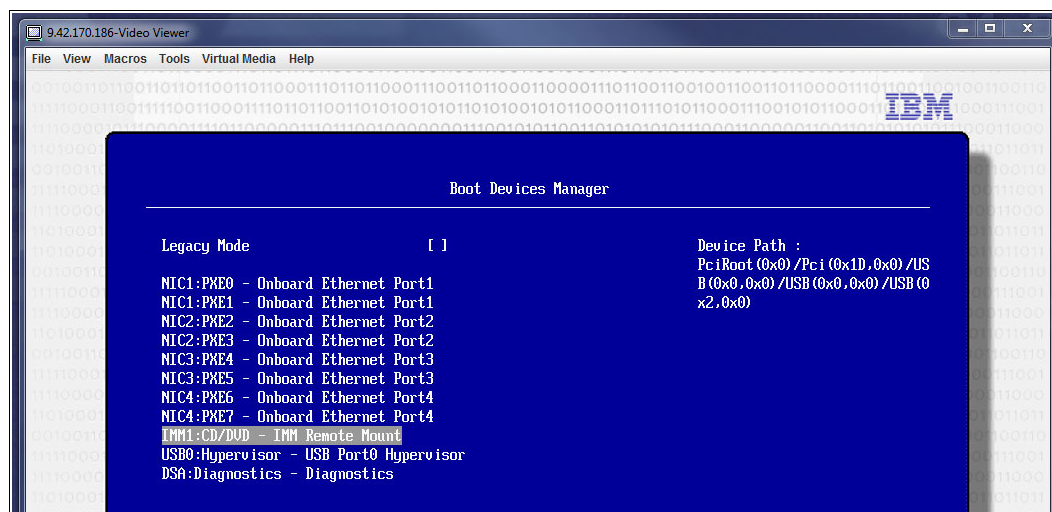 9.42.170.186-Video Viewer
File View Macros Tools Virtual Media Help
IBM
Boot Devices Manager
Legacy Mode [ ]
NIC1:PXE0 - Onboard Ethernet Port1
NIC1:PXE1 - Onboard Ethernet Port1
NIC2:PXE2 - Onboard Ethernet Port2
NIC2:PXE3 - Onboard Ethernet Port2
NIC3:PXE4 - Onboard Ethernet Port3
NIC3:PXE5 - Onboard Ethernet Port3
NIC4:PXE6 - Onboard Ethernet Port4
NIC4:PXE7 - Onboard Ethernet Port4
IMM1:CD/DVD - IMM Remote Mount
USB0:Hypervisor - USB Port0 Hypervisor
DSA:Diagnostics - Diagnostics
Device Path :
PciRoot(0x0)/Pci(0x1D,0x0)/US
B(0x0,0x0)/USB(0x0,0x0)/USB(0
x2,0x0)